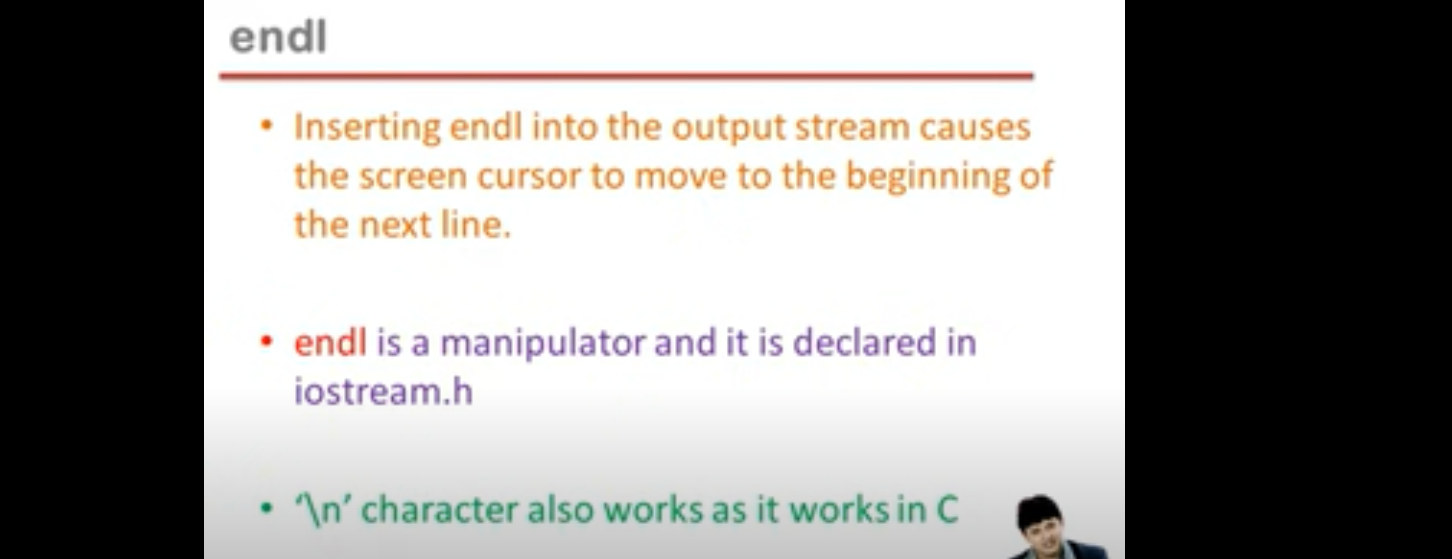 endl
• Inserting endl into the output stream causes
the screen cursor to move to the beginning of
the next line.
• endl is a manipulator and it is declared in
iostream.h
• ‘\n’ character also works as it works in C